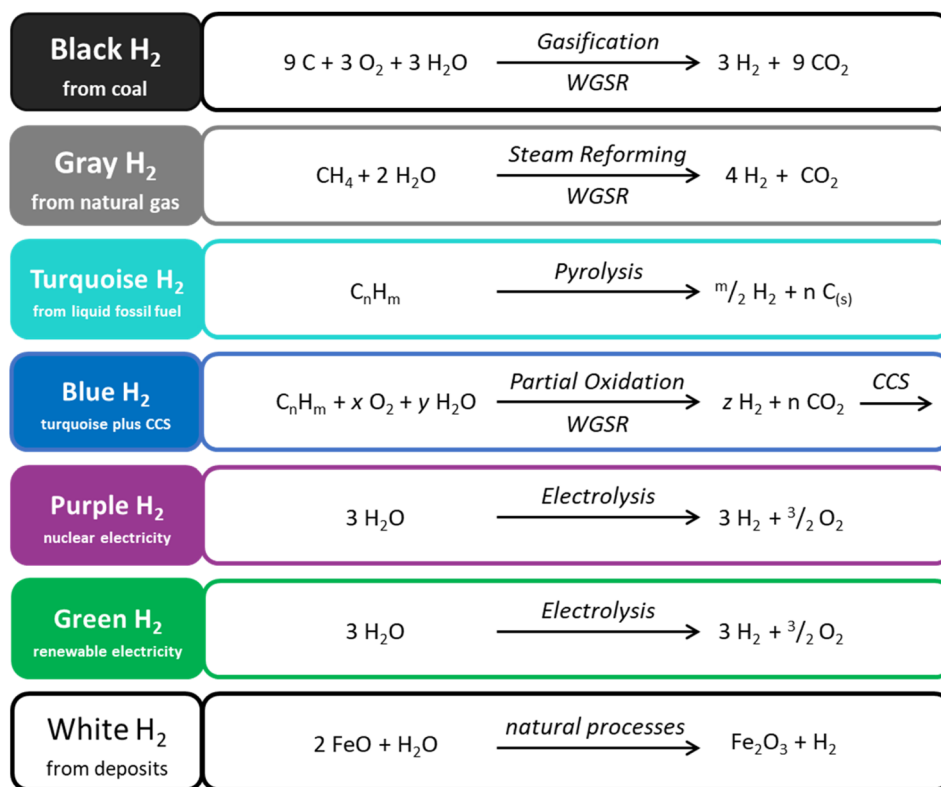 Black H₂
from coal
9 C + 3 O₂ + 3 H₂O
Gasification
WGSR
3 H₂ + 9 CO₂
Gray H₂
from natural gas
CH₄ + 2 H₂O
Steam Reforming
WGSR
4 H₂ + CO₂
Turquoise H₂
from liquid fossil fuel
CₙHₘ
Pyrolysis
ᵐ/₂ H₂ + n C₍ₛ₎
Blue H₂
turquoise plus CCS
CₙHₘ + x O₂ + y H₂O
Partial Oxidation
WGSR
z H₂ + n CO₂
CCS
Purple H₂
nuclear electricity
3 H₂O
Electrolysis
3 H₂ + ³/₂ O₂
Green H₂
renewable electricity
3 H₂O
Electrolysis
3 H₂ + ³/₂ O₂
White H₂
from deposits
2 FeO + H₂O
natural processes
Fe₂O₃ + H₂